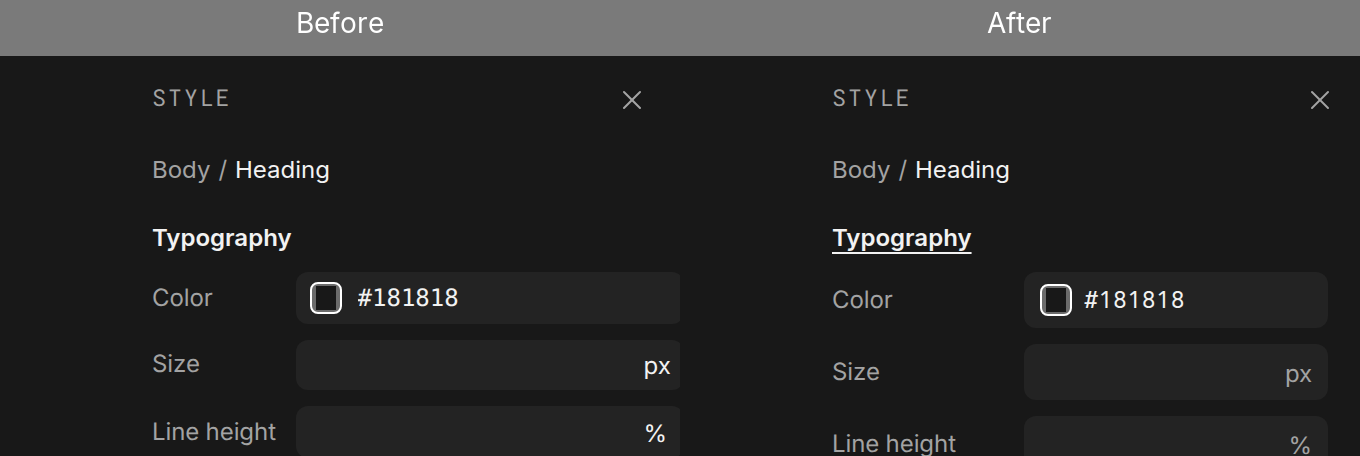 Before
After
STYLE
Body / Heading
Typography
Color #181818
Size px
Line height %
STYLE
Body / Heading
Typography
Color #181818
Size px
Line height %